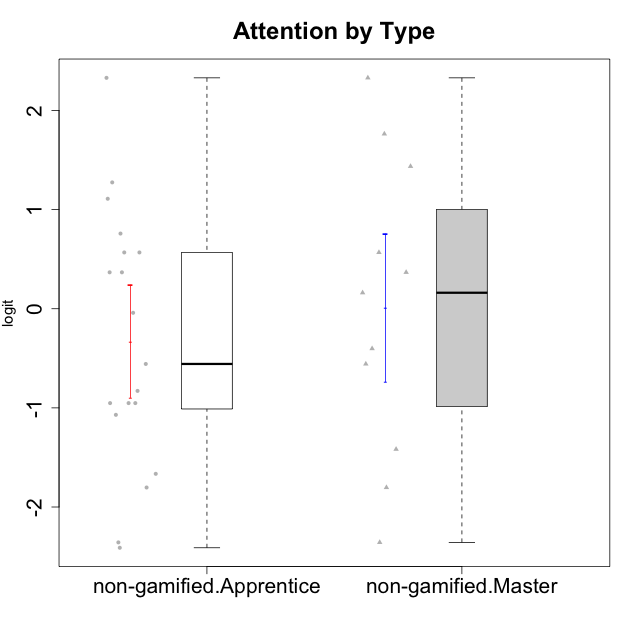 Attention by Type
logit
2
1
0
-1
-2
non-gamified.Apprentice
non-gamified.Master